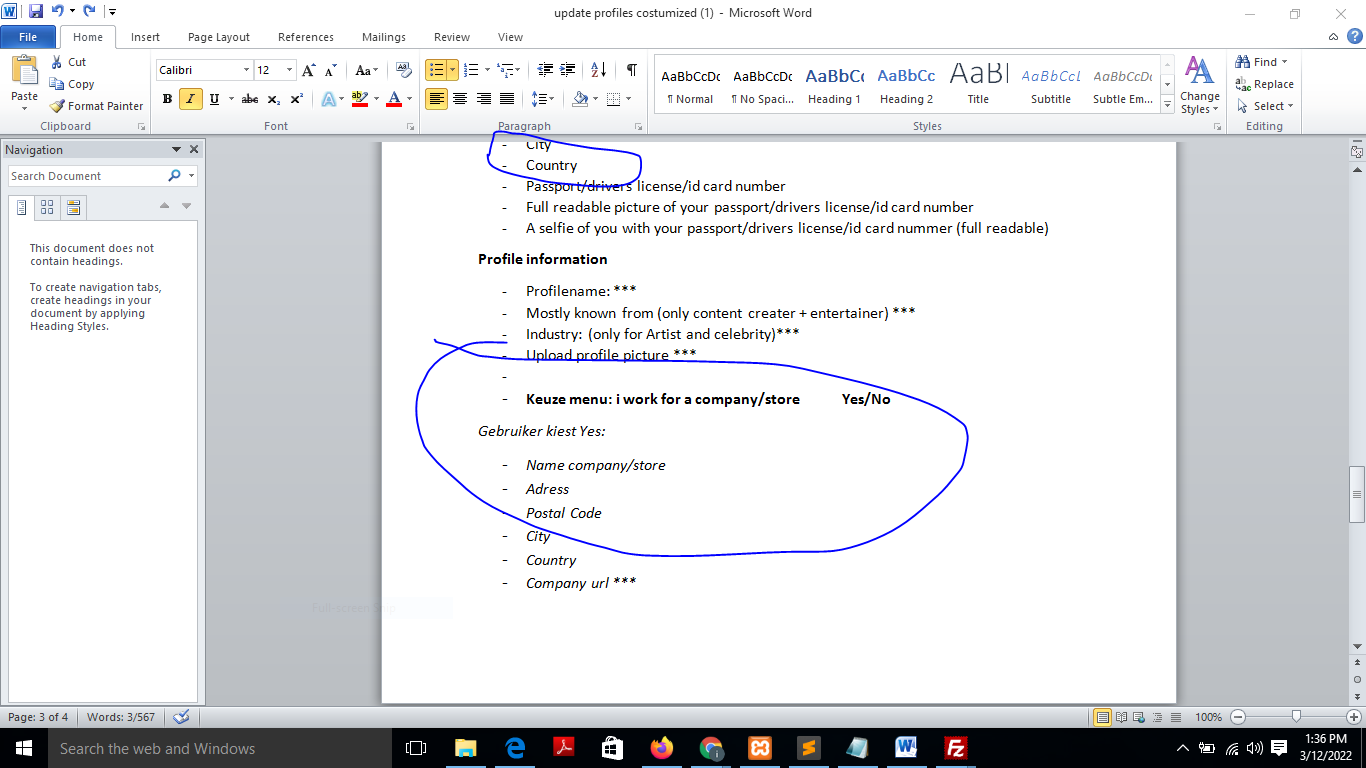 update profiles costumized (1) - Microsoft Word
File Home Insert Page Layout References Mailings Review View
Paste
Cut
Copy
Format Painter
Clipboard
Calibri 12
Font
Paragraph
AaBbCcDc AaBbCcDc AaBbCc AaBbCc AaBl AaBbCcL AaBbCcDc
¶ Normal ¶ No Spaci... Heading 1 Heading 2 Title Subtitle Subtle Em...
Change Styles
Styles
Find
Replace
Select
Editing
Navigation
Search Document
This document does not
contain headings.
To create navigation tabs,
create headings in your
document by applying
Heading Styles.
- City
- Country
- Passport/drivers license/id card number
- Full readable picture of your passport/drivers license/id card number
- A selfie of you with your passport/drivers license/id card nummer (full readable)
Profile information
- Profilename: ***
- Mostly known from (only content creater + entertainer) ***
- Industry: (only for Artist and celebrity)***
- Upload profile picture ***
-
- Keuze menu: i work for a company/store Yes/No
Gebruiker kiest Yes:
- Name company/store
- Adress
- Postal Code
- City
- Country
- Company url ***
Page: 3 of 4 Words: 3/567 100%
Search the web and Windows
1:36 PM
3/12/2022